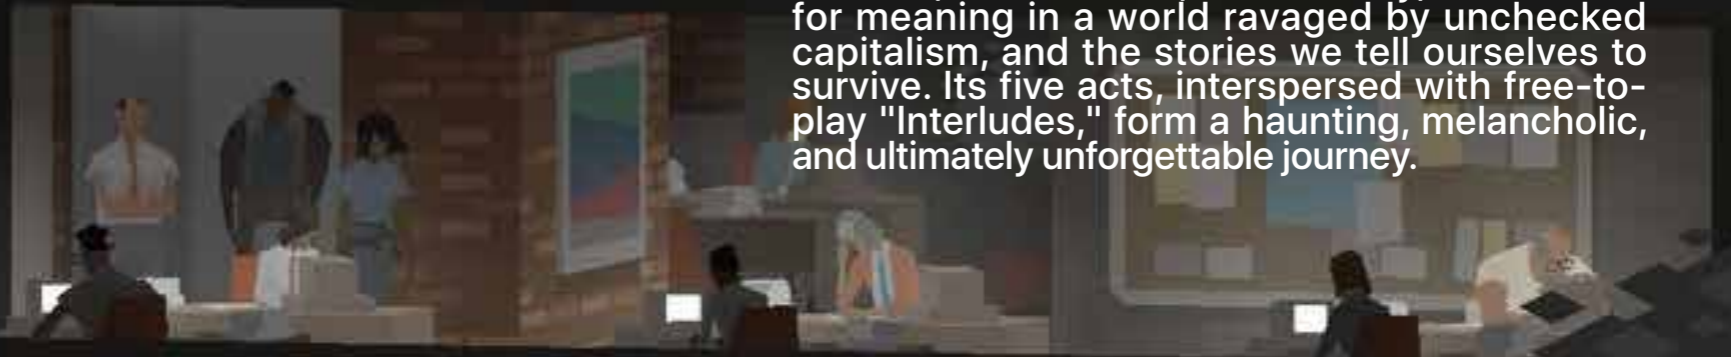 for meaning in a world ravaged by unchecked
capitalism, and the stories we tell ourselves to
survive. Its five acts, interspersed with free-to-
play "Interludes," form a haunting, melancholic,
and ultimately unforgettable journey.